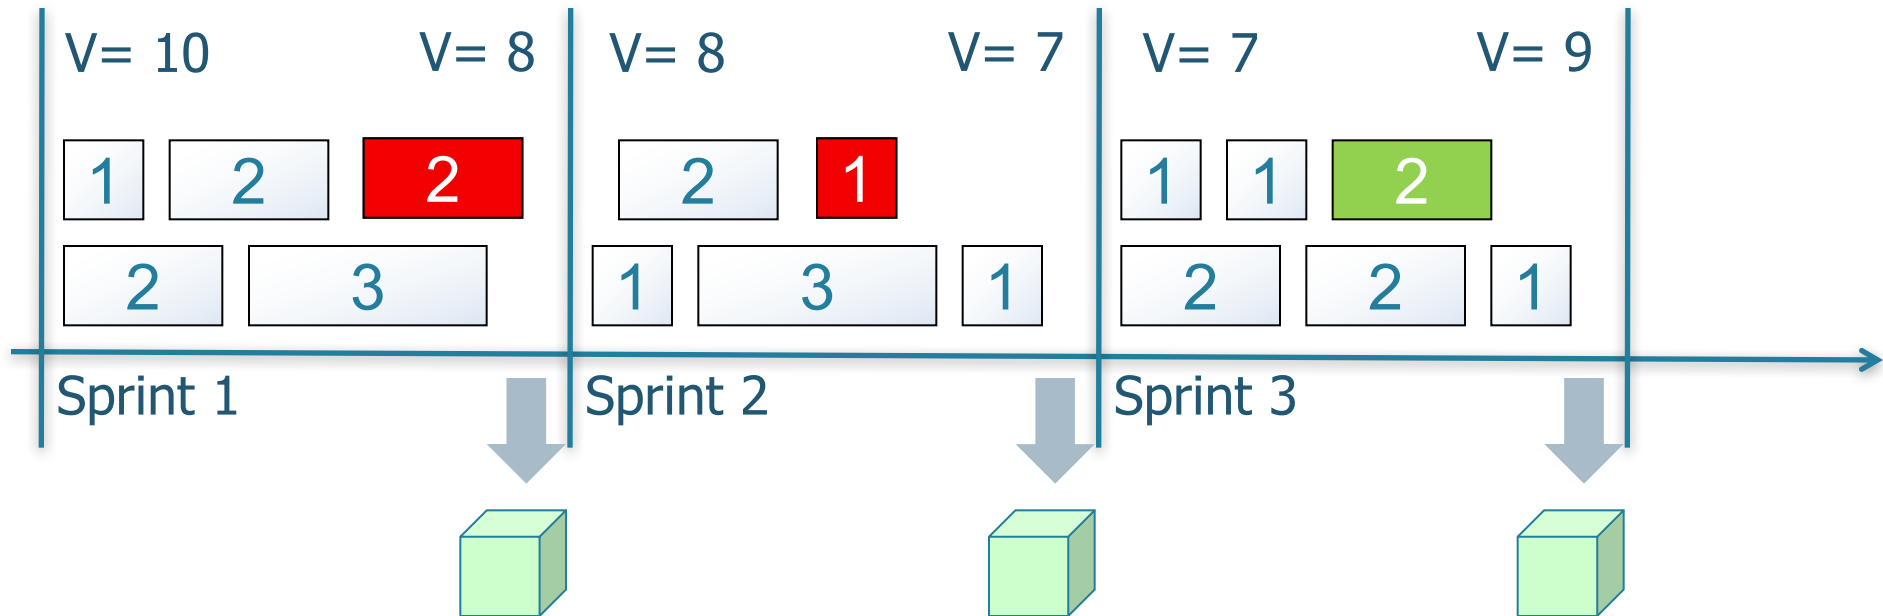 V= 10 V= 8 V= 8 V= 7 V= 7 V= 9
1 2 2 2 1 1 1 2
2 3 1 3 1 2 2 1
Sprint 1 Sprint 2 Sprint 3